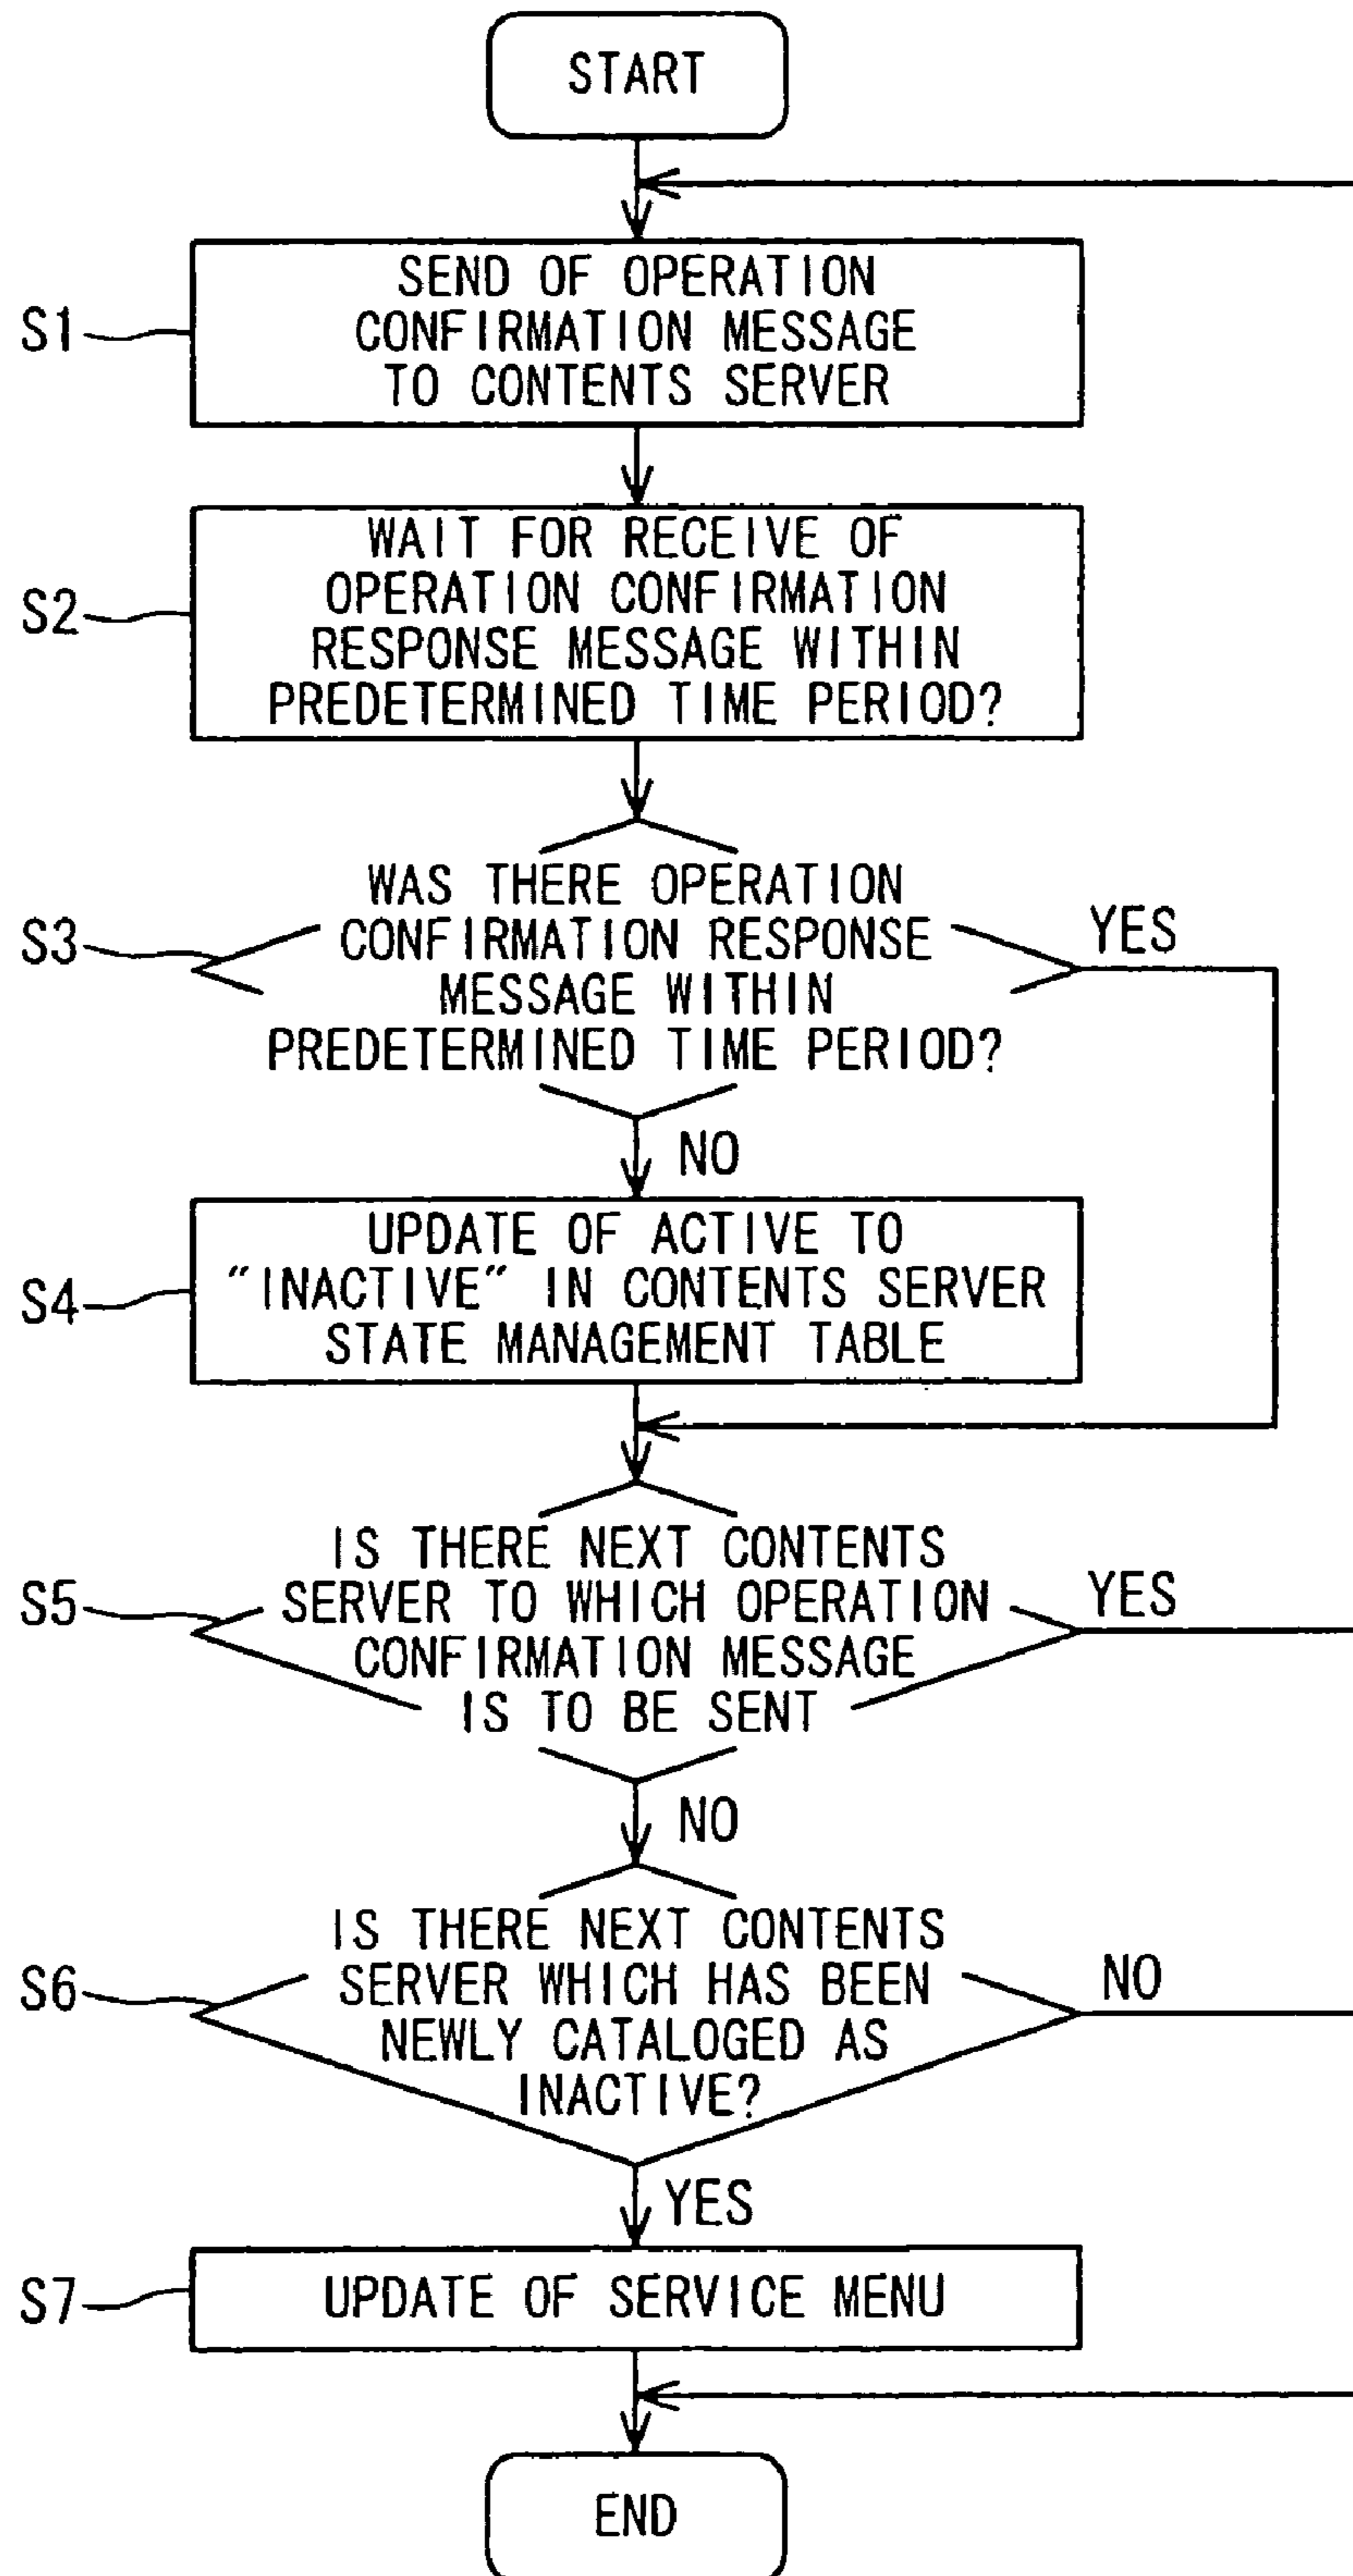 START
S1
SEND OF OPERATION
CONFIRMATION MESSAGE
TO CONTENTS SERVER
S2
WAIT FOR RECEIVE OF
OPERATION CONFIRMATION
RESPONSE MESSAGE WITHIN
PREDETERMINED TIME PERIOD?
S3
WAS THERE OPERATION
CONFIRMATION RESPONSE
MESSAGE WITHIN
PREDETERMINED TIME PERIOD?
YES
NO
S4
UPDATE OF ACTIVE TO
"INACTIVE" IN CONTENTS SERVER
STATE MANAGEMENT TABLE
S5
IS THERE NEXT CONTENTS
SERVER TO WHICH OPERATION
CONFIRMATION MESSAGE
IS TO BE SENT
YES
NO
S6
IS THERE NEXT CONTENTS
SERVER WHICH HAS BEEN
NEWLY CATALOGED AS
INACTIVE?
NO
YES
S7
UPDATE OF SERVICE MENU
END